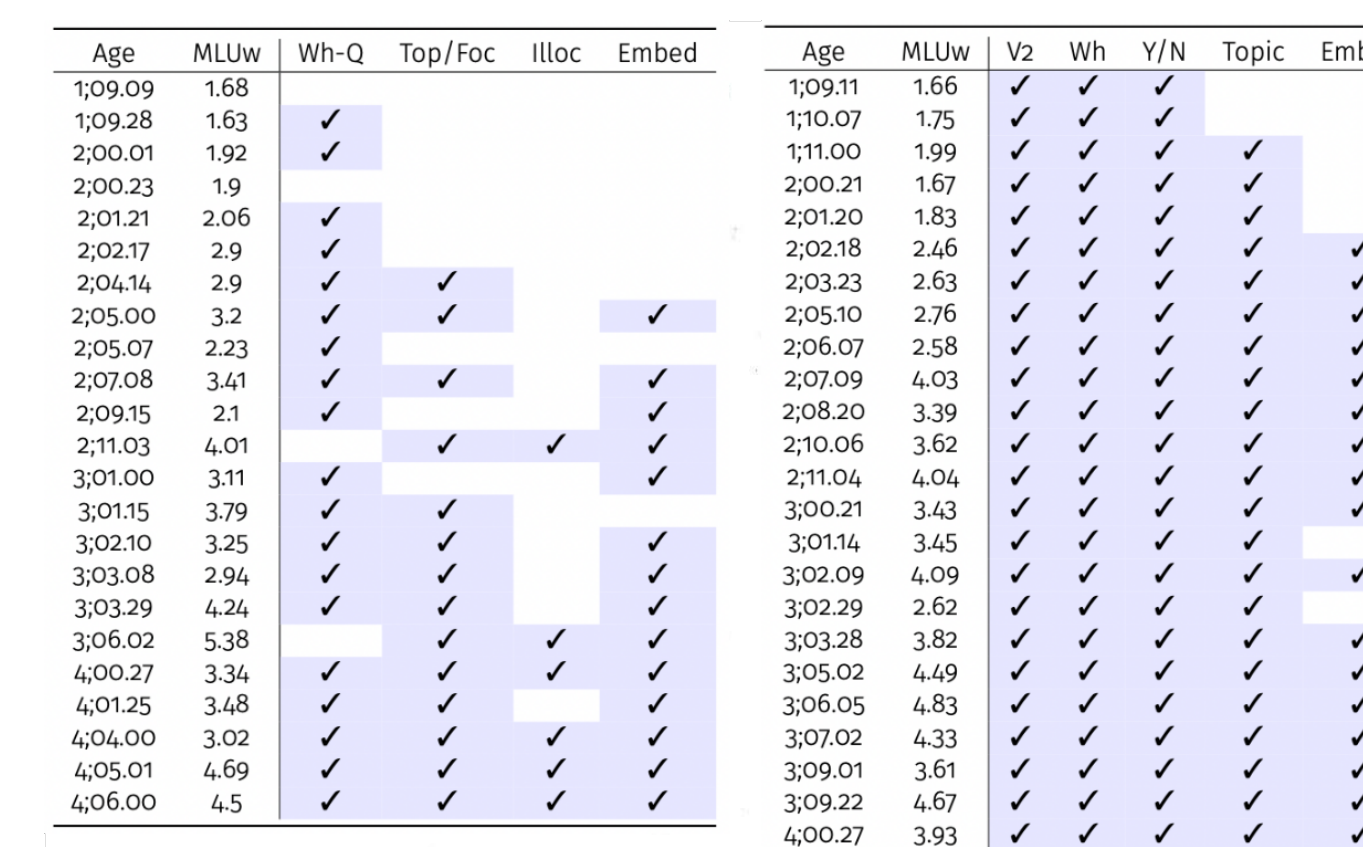 Age MLUw Wh-Q Top/Foc Illoc Embed
1;09.09 1.68
1;09.28 1.63 ✓
2;00.01 1.92 ✓
2;00.23 1.9
2;01.21 2.06 ✓
2;02.17 2.9 ✓
2;04.14 2.9 ✓ ✓
2;05.00 3.2 ✓ ✓ ✓
2;05.07 2.23 ✓
2;07.08 3.41 ✓ ✓ ✓
2;09.15 2.1 ✓ ✓
2;11.03 4.01 ✓ ✓ ✓
3;01.00 3.11 ✓ ✓
3;01.15 3.79 ✓ ✓
3;02.10 3.25 ✓ ✓ ✓
3;03.08 2.94 ✓ ✓ ✓
3;03.29 4.24 ✓ ✓ ✓
3;06.02 5.38 ✓ ✓ ✓
4;00.27 3.34 ✓ ✓ ✓ ✓
4;01.25 3.48 ✓ ✓ ✓
4;04.00 3.02 ✓ ✓ ✓ ✓
4;05.01 4.69 ✓ ✓ ✓ ✓
4;06.00 4.5 ✓ ✓ ✓ ✓
Age MLUw V2 Wh Y/N Topic
1;09.11 1.66 ✓ ✓ ✓
1;10.07 1.75 ✓ ✓ ✓
1;11.00 1.99 ✓ ✓ ✓ ✓
2;00.21 1.67 ✓ ✓ ✓ ✓
2;01.20 1.83 ✓ ✓ ✓ ✓
2;02.18 2.46 ✓ ✓ ✓ ✓ ✓
2;03.23 2.63 ✓ ✓ ✓ ✓ ✓
2;05.10 2.76 ✓ ✓ ✓ ✓ ✓
2;06.07 2.58 ✓ ✓ ✓ ✓ ✓
2;07.09 4.03 ✓ ✓ ✓ ✓ ✓
2;08.20 3.39 ✓ ✓ ✓ ✓ ✓
2;10.06 3.62 ✓ ✓ ✓ ✓ ✓
2;11.04 4.04 ✓ ✓ ✓ ✓ ✓
3;00.21 3.43 ✓ ✓ ✓ ✓ ✓
3;01.14 3.45 ✓ ✓ ✓ ✓
3;02.09 4.09 ✓ ✓ ✓ ✓ ✓
3;02.29 2.62 ✓ ✓ ✓ ✓
3;03.28 3.82 ✓ ✓ ✓ ✓ ✓
3;05.02 4.49 ✓ ✓ ✓ ✓ ✓
3;06.05 4.83 ✓ ✓ ✓ ✓ ✓
3;07.02 4.33 ✓ ✓ ✓ ✓ ✓
3;09.01 3.61 ✓ ✓ ✓ ✓ ✓
3;09.22 4.67 ✓ ✓ ✓ ✓ ✓
4;00.27 3.93 ✓ ✓ ✓ ✓ ✓